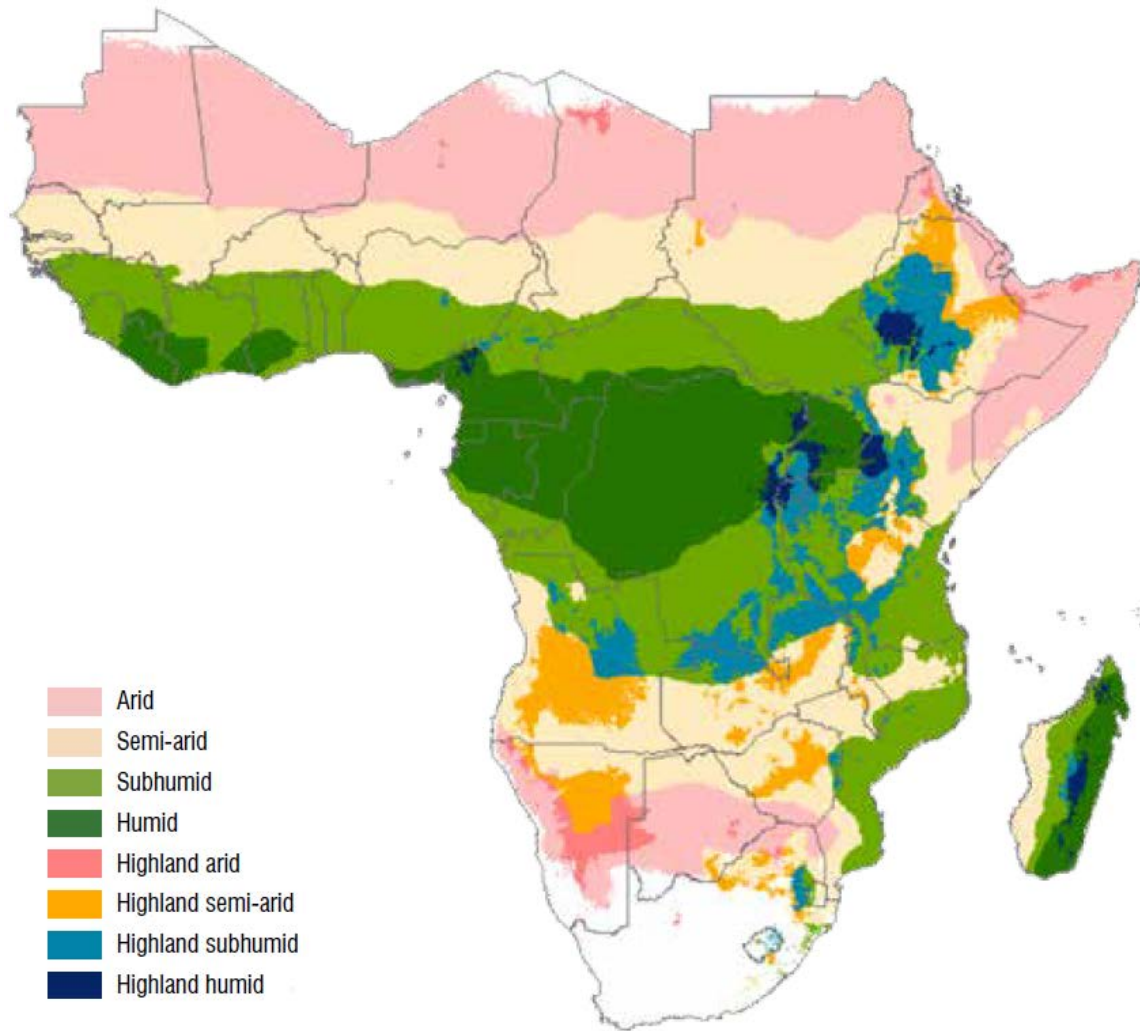 Arid
Semi-arid
Subhumid
Humid
Highland arid
Highland semi-arid
Highland subhumid
Highland humid